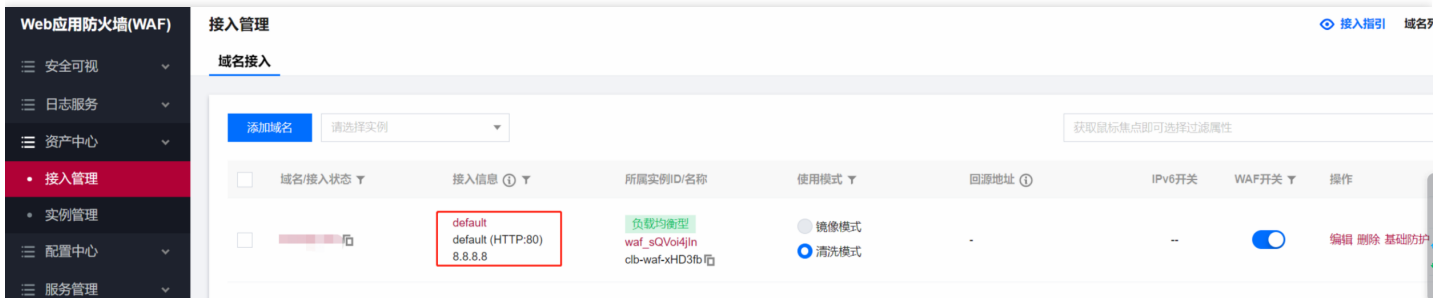 Web应用防火墙(WAF)
接入管理
接入指引
域名列
域名接入
安全可视
日志服务
资产中心
接入管理
实例管理
配置中心
服务管理
添加域名
请选择实例
获取鼠标焦点即可选择过滤属性
域名/接入状态
接入信息
所属实例ID/名称
使用模式
回源地址
IPv6开关
WAF开关
操作
default
default (HTTP:80)
8.8.8.8
负载均衡型
waf_sQVoi4jIn
clb-waf-xHD3fb
镜像模式
清洗模式
-
--
编辑 删除 基础防护